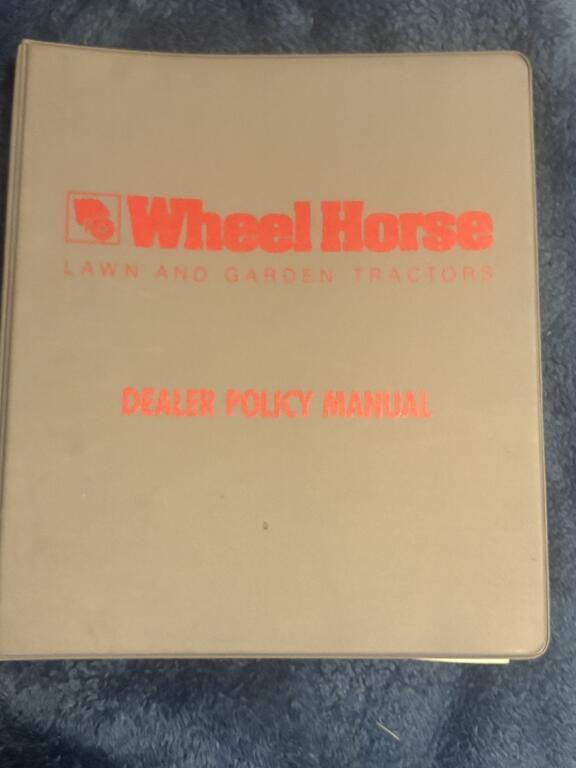 Wheel Horse
LAWN AND GARDEN TRACTORS
DEALER POLICY MANUAL